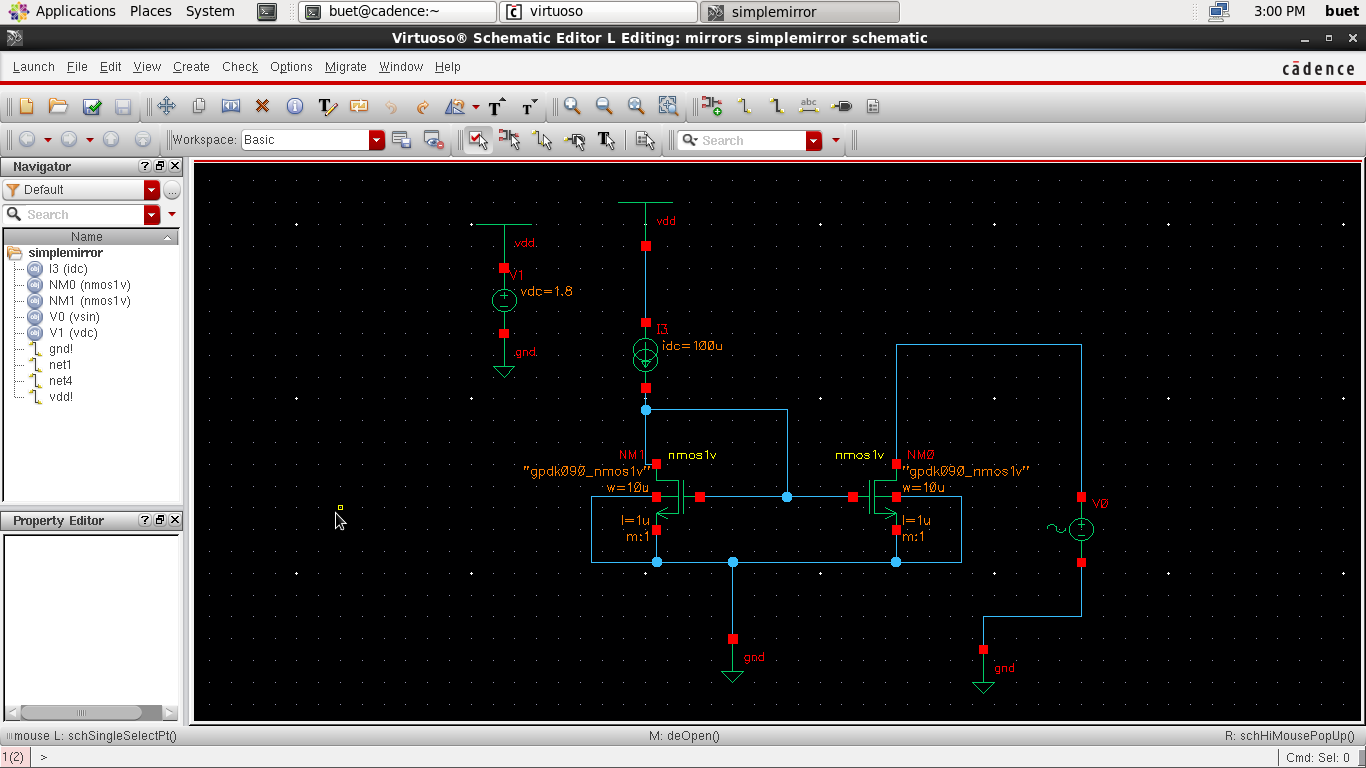 Applications Places System buet@cadence:~ virtuoso simplemirror 3:00 PM buet
Virtuoso® Schematic Editor L Editing: mirrors simplemirror schematic
Launch File Edit View Create Check Options Migrate Window Help cādence
abc
Workspace: Basic Search
Navigator
Default
Search
Name
simplemirror
I3 (idc)
NM0 (nmos1v)
NM1 (nmos1v)
V0 (vsin)
V1 (vdc)
gnd!
net1
net4
vdd!
Property Editor
vdd
vdd
V1
vdc=1.8
gnd
I3
idc=100u
NM1 nmos1v
"gpdk090_nmos1v"
w=10u
l=1u
m:1
nmos1v NM0
"gpdk090_nmos1v"
w=10u
l=1u
m:1
V0
gnd
gnd
mouse L: schSingleSelectPt() M: deOpen() R: schHiMousePopUp()
1(2) > Cmd: Sel: 0